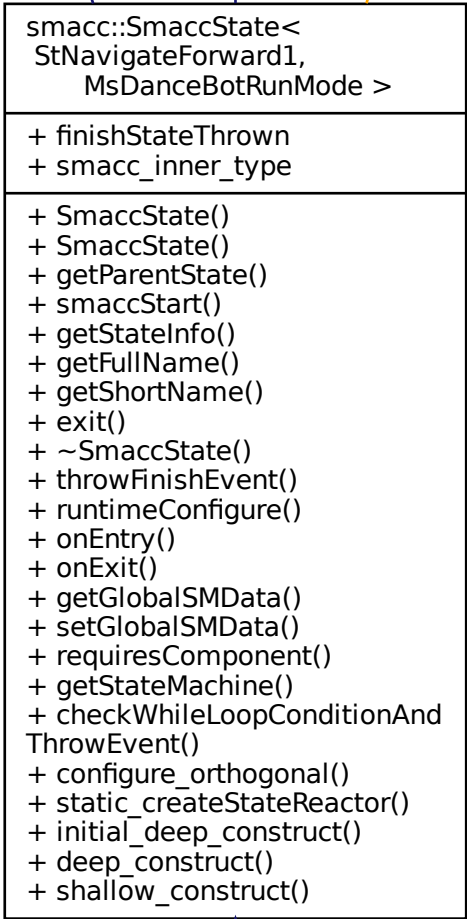 smacc::SmaccState<
StNavigateForward1,
MsDanceBotRunMode >
+ finishStateThrown
+ smacc_inner_type
+ SmaccState()
+ SmaccState()
+ getParentState()
+ smaccStart()
+ getStateInfo()
+ getFullName()
+ getShortName()
+ exit()
+ ~SmaccState()
+ throwFinishEvent()
+ runtimeConfigure()
+ onEntry()
+ onExit()
+ getGlobalSMData()
+ setGlobalSMData()
+ requiresComponent()
+ getStateMachine()
+ checkWhileLoopConditionAnd
ThrowEvent()
+ configure_orthogonal()
+ static_createStateReactor()
+ initial_deep_construct()
+ deep_construct()
+ shallow_construct()